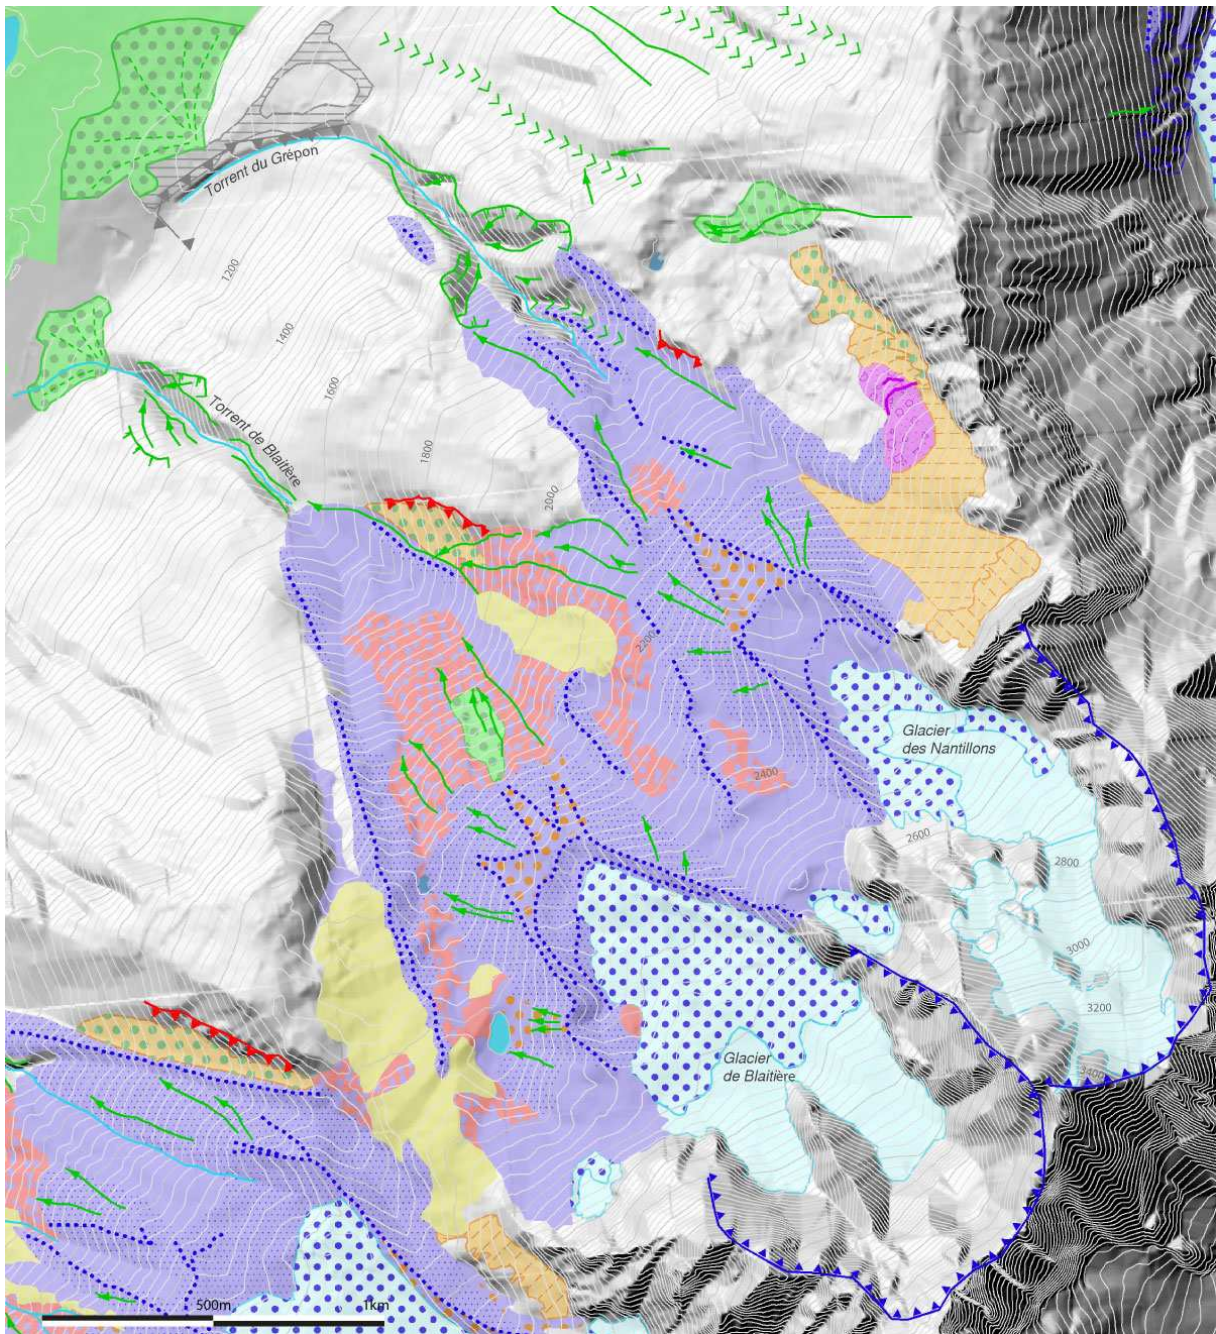 Torrent du Grépon
1200
1400
1600
Torrent de Blaitière
1800
2000
2200
Glacier
des Nantillons
2400
2600
2800
3000
3200
3400
Glacier
de Blaitière
500m
1km